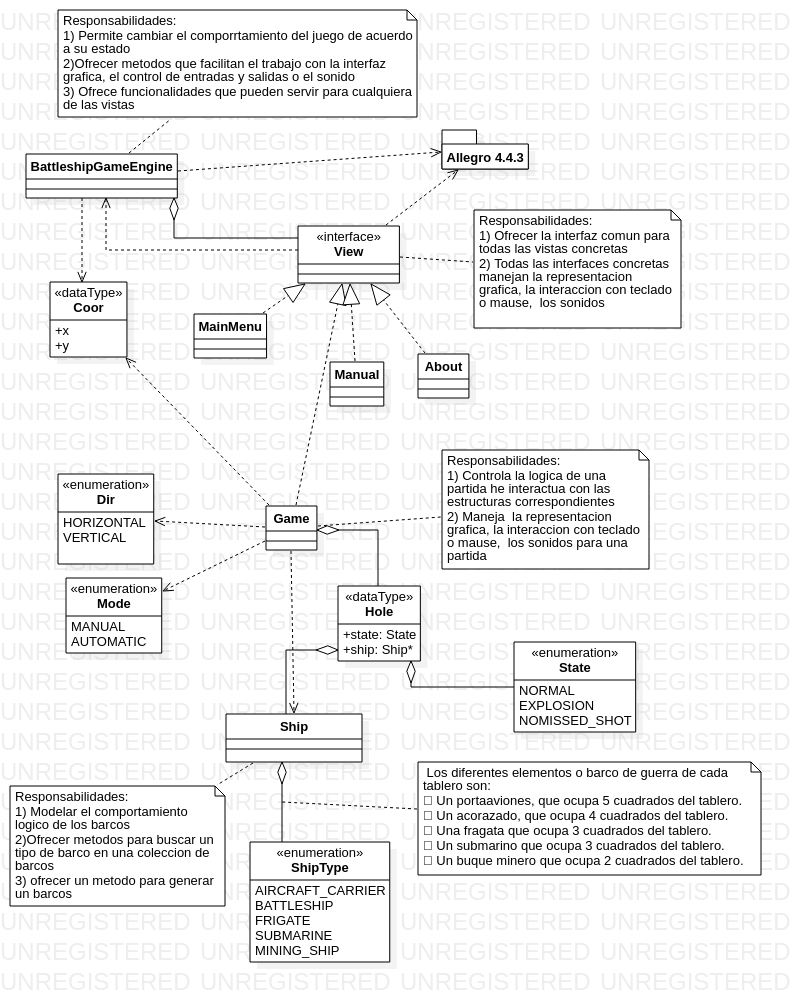 Responsabilidades:
1) Permite cambiar el comporrtamiento del juego de acuerdo
a su estado
2)Ofrecer metodos que facilitan el trabajo con la interfaz
grafica, el control de entradas y salidas o el sonido
3) Ofrece funcionalidades que pueden servir para cualquiera
de las vistas
BattleshipGameEngine
Allegro 4.4.3
«interface»
View
Responsabilidades:
1) Ofrecer la interfaz comun para
todas las vistas concretas
2) Todas las interfaces concretas
manejan la representacion
grafica, la interaccion con teclado
o mause,  los sonidos
«dataType»
Coor
+x
+y
MainMenu
Manual
About
Responsabilidades:
1) Controla la logica de una
partida he interactua con las
estructuras correspondientes
2) Maneja  la representacion
grafica, la interaccion con teclado
o mause,  los sonidos para una
partida
«enumeration»
Dir
HORIZONTAL
VERTICAL
Game
«enumeration»
Mode
MANUAL
AUTOMATIC
«dataType»
Hole
+state: State
+ship: Ship*
«enumeration»
State
NORMAL
EXPLOSION
NOMISSED_SHOT
Ship
Responsabilidades:
1) Modelar el comportamiento
logico de los barcos
2)Ofrecer metodos para buscar un
tipo de barco en una coleccion de
barcos
3) ofrecer un metodo para generar
un barcos
Los diferentes elementos o barco de guerra de cada
tablero son:
Un portaaviones, que ocupa 5 cuadrados del tablero.
Un acorazado, que ocupa 4 cuadrados del tablero.
Una fragata que ocupa 3 cuadrados del tablero.
Un submarino que ocupa 3 cuadrados del tablero.
Un buque minero que ocupa 2 cuadrados del tablero.
«enumeration»
ShipType
AIRCRAFT_CARRIER
BATTLESHIP
FRIGATE
SUBMARINE
MINING_SHIP
UNREGISTERED